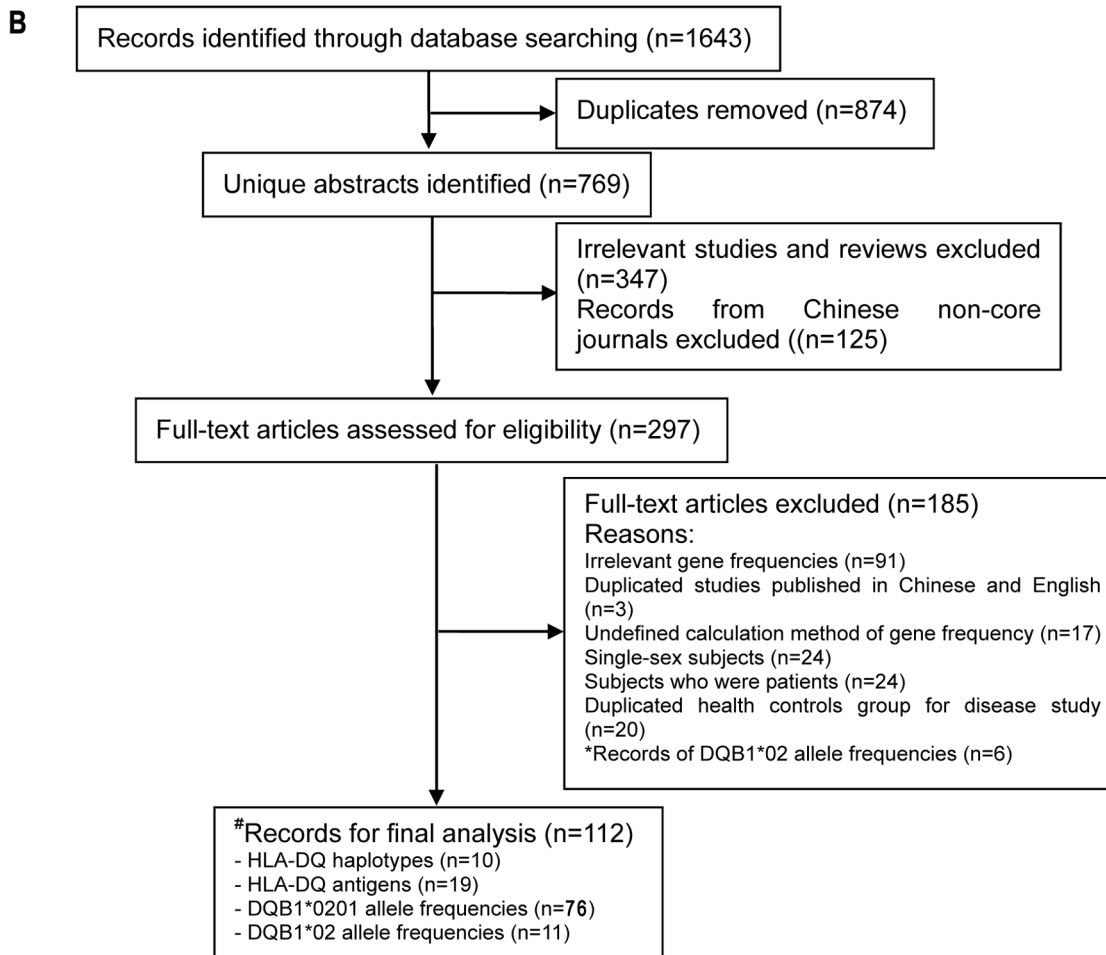 B
Records identified through database searching (n=1643)
Duplicates removed (n=874)
Unique abstracts identified (n=769)
Irrelevant studies and reviews excluded
(n=347)
Records from Chinese non-core
journals excluded ((n=125)
Full-text articles assessed for eligibility (n=297)
Full-text articles excluded (n=185)
Reasons:
Irrelevant gene frequencies (n=91)
Duplicated studies published in Chinese and English
(n=3)
Undefined calculation method of gene frequency (n=17)
Single-sex subjects (n=24)
Subjects who were patients (n=24)
Duplicated health controls group for disease study
(n=20)
*Records of DQB1*02 allele frequencies (n=6)
#Records for final analysis (n=112)
- HLA-DQ haplotypes (n=10)
- HLA-DQ antigens (n=19)
- DQB1*0201 allele frequencies (n=76)
- DQB1*02 allele frequencies (n=11)